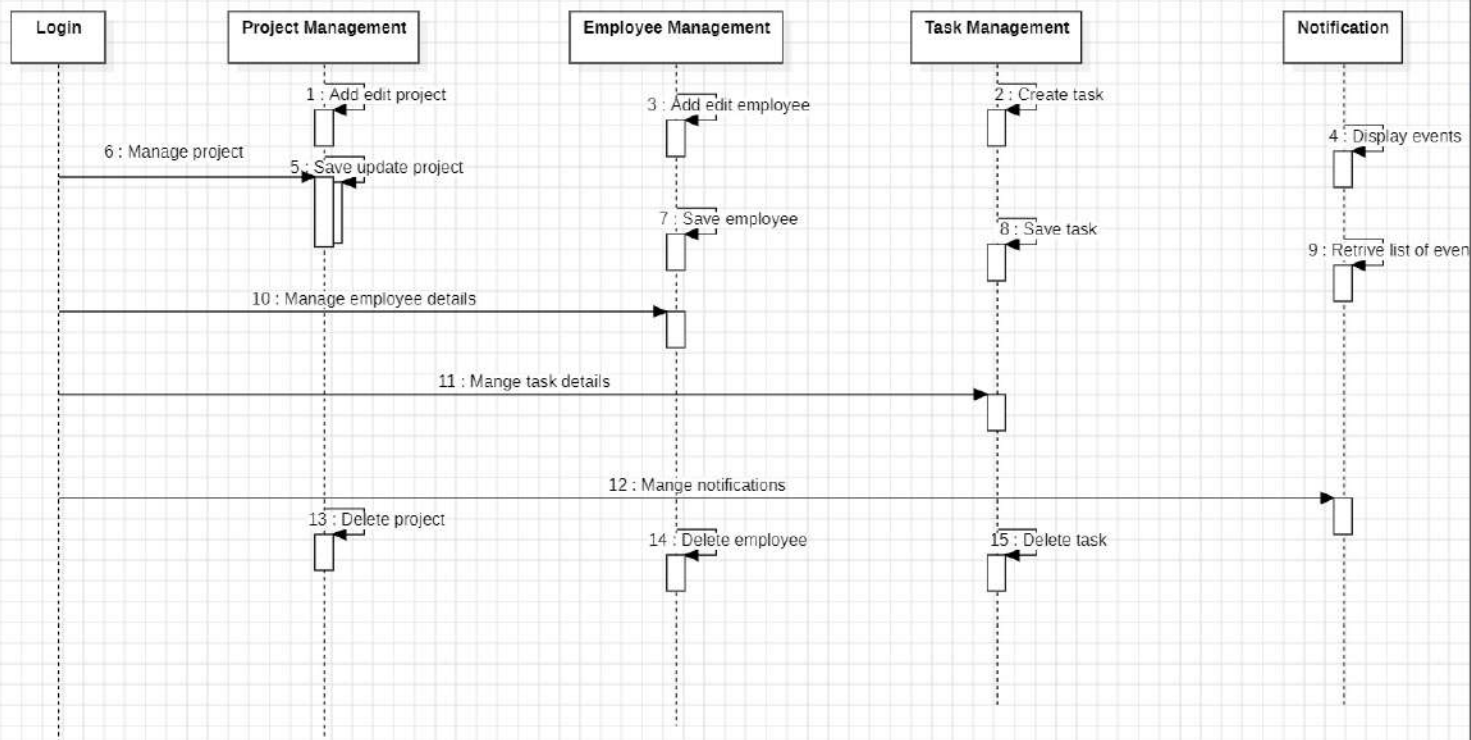 Login
Project Management
Employee Management
Task Management
Notification
1 : Add edit project
2 : Create task
3 : Add edit employee
4 : Display events
6 : Manage project
5 : Save update project
7 : Save employee
8 : Save task
9 : Retrive list of even
10 : Manage employee details
11 : Mange task details
12 : Mange notifications
13 : Delete project
14 : Delete employee
15 : Delete task